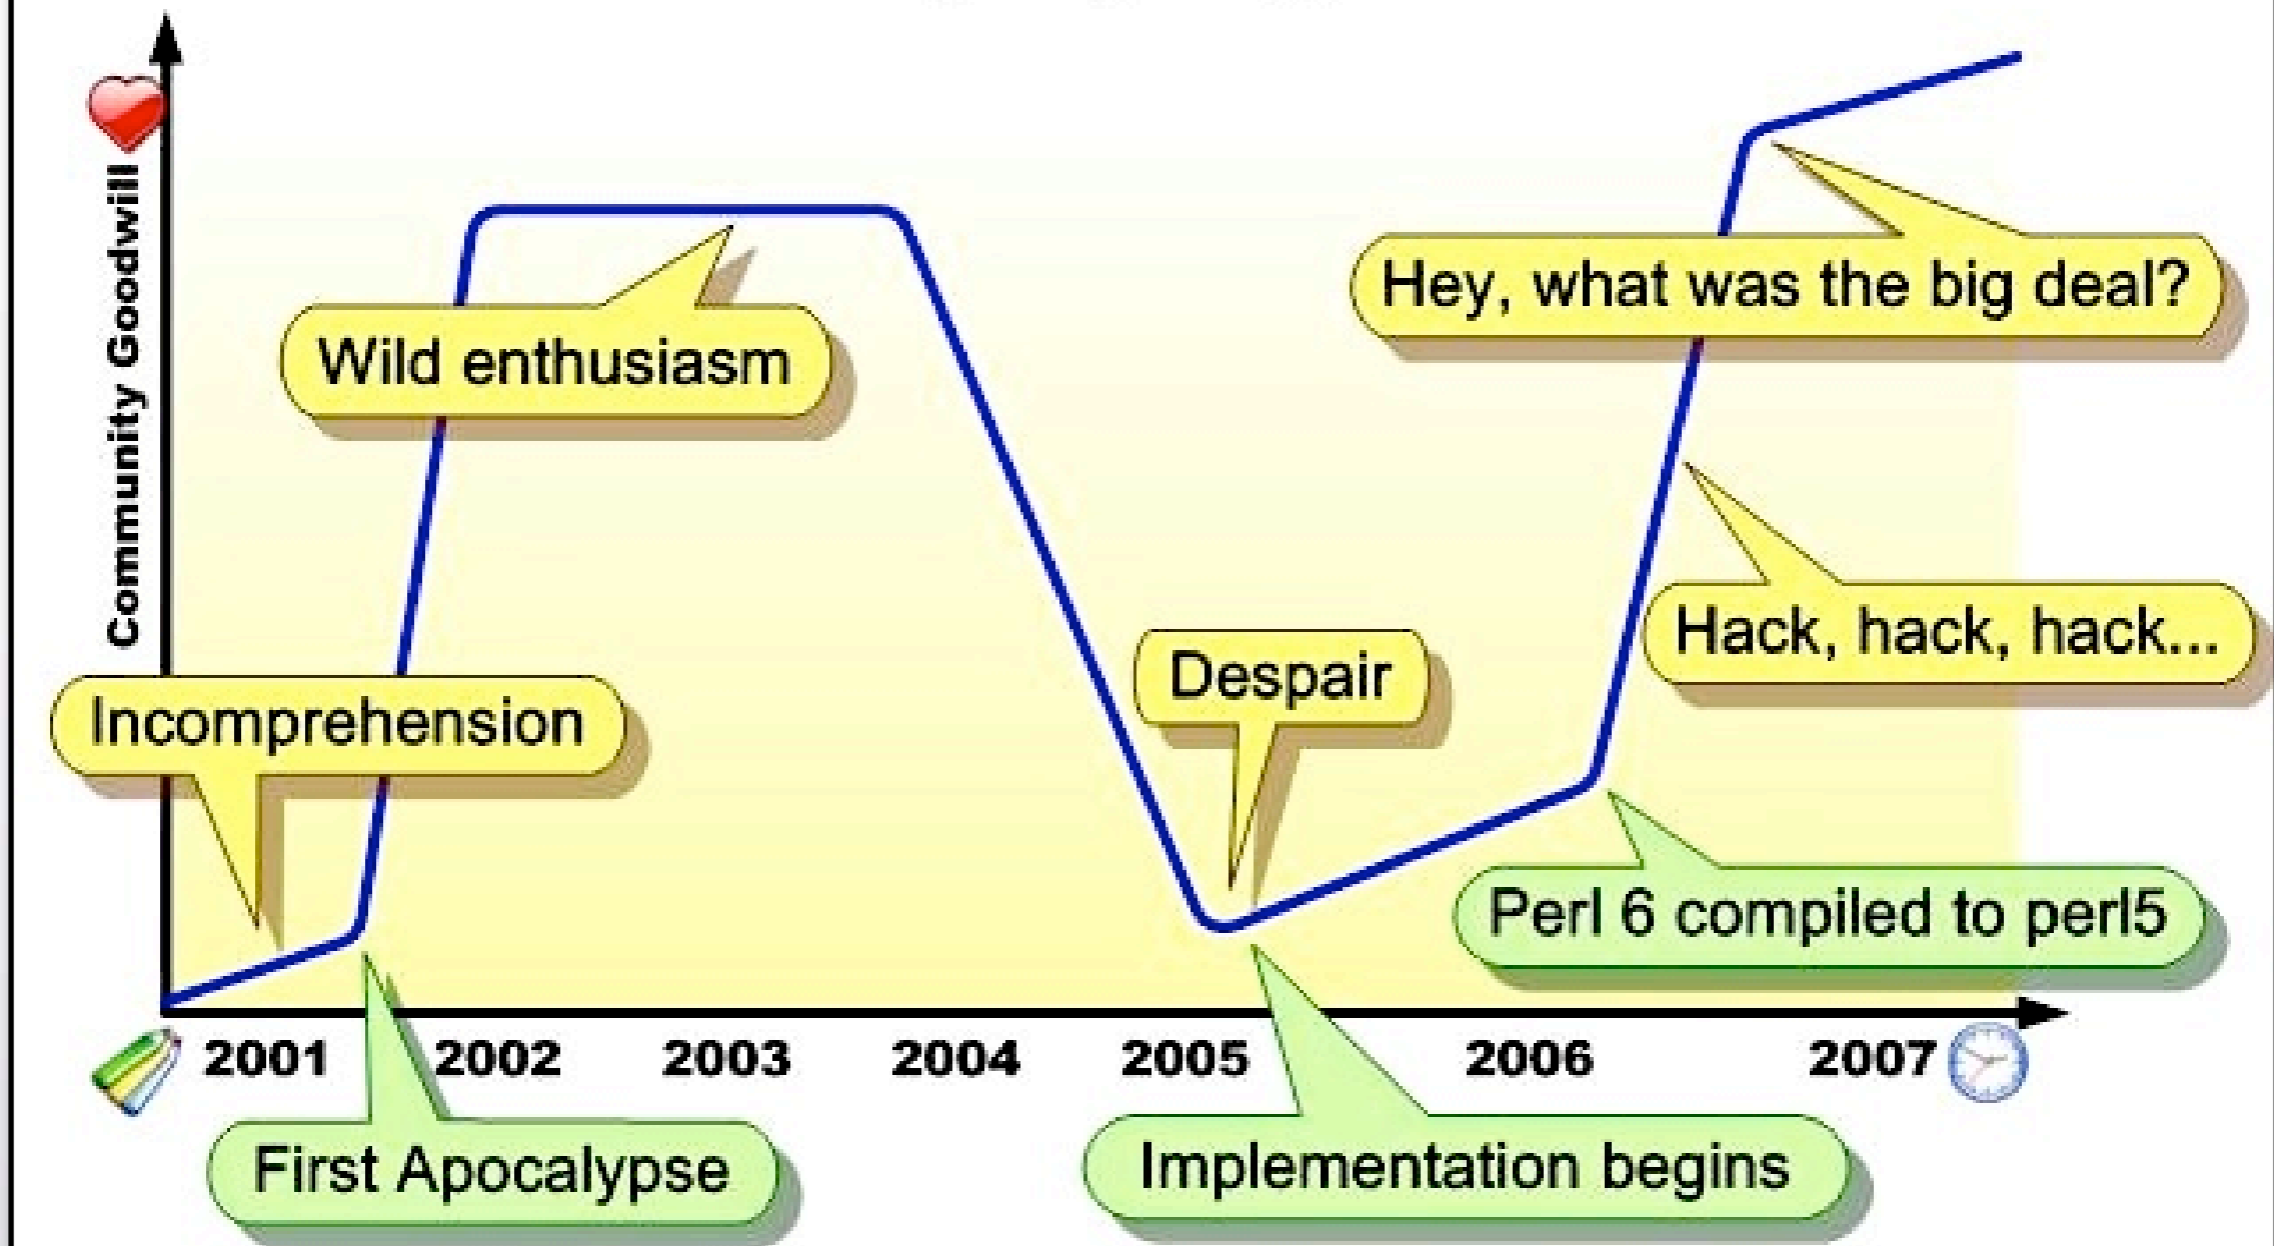 Community Goodwill
Hey, what was the big deal?
Wild enthusiasm
Hack, hack, hack...
Despair
Incomprehension
Perl 6 compiled to perl5
2001 2002 2003 2004 2005 2006 2007
First Apocalypse
Implementation begins